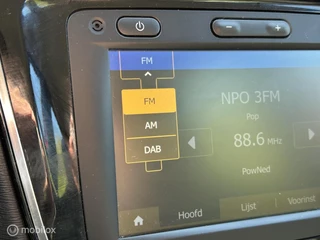 FM
FM
NPO 3FM
Pop
AM
88.6 MHz
DAB
PowNed
Hoofd
Lijst
Voorinst
mobilox